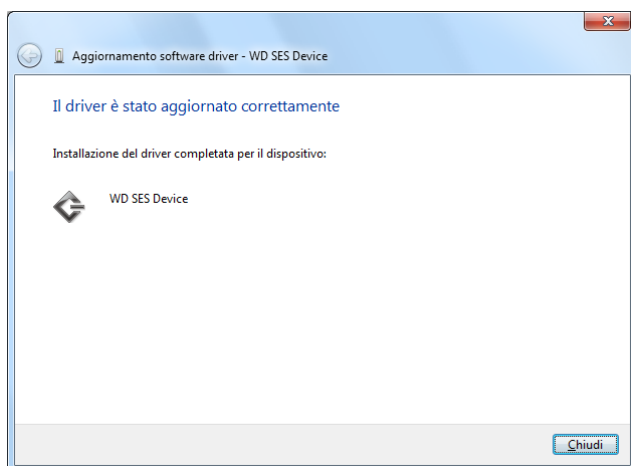 Aggiornamento software driver - WD SES Device
Il driver è stato aggiornato correttamente
Installazione del driver completata per il dispositivo:
WD SES Device
Chiudi